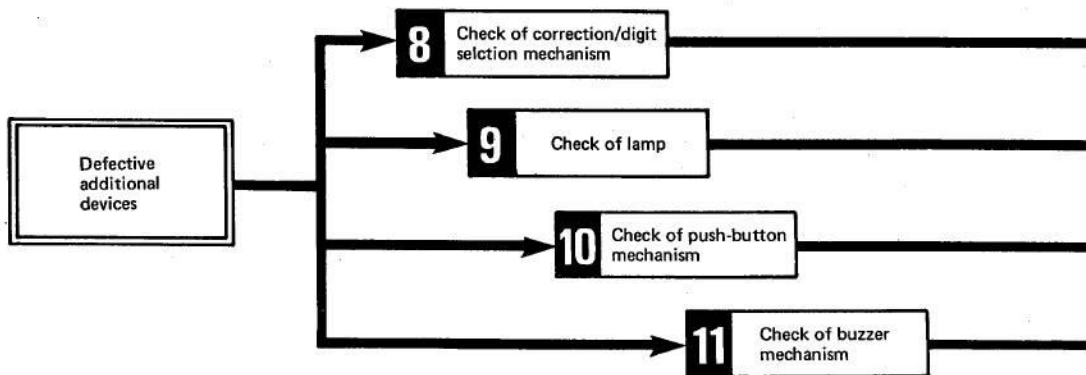 8
Check of correction/digit
selction mechanism
9
Check of lamp
Defective
additional
devices
10
Check of push-button
mechanism
11
Check of buzzer
mechanism